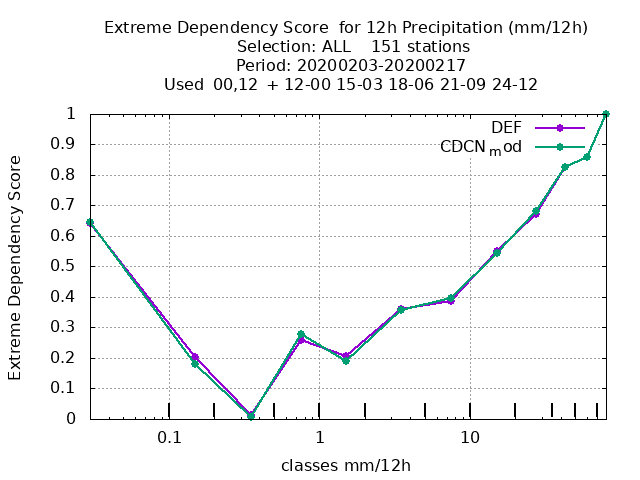 Extreme Dependency Score  for 12h Precipitation (mm/12h)
Selection: ALL    151 stations
Period: 20200203-20200217
Used  00,12  + 12-00 15-03 18-06 21-09 24-12
DEF
CDCNmod
Extreme Dependency Score
1
0.9
0.8
0.7
0.6
0.5
0.4
0.3
0.2
0.1
0
0.1
1
10
classes mm/12h